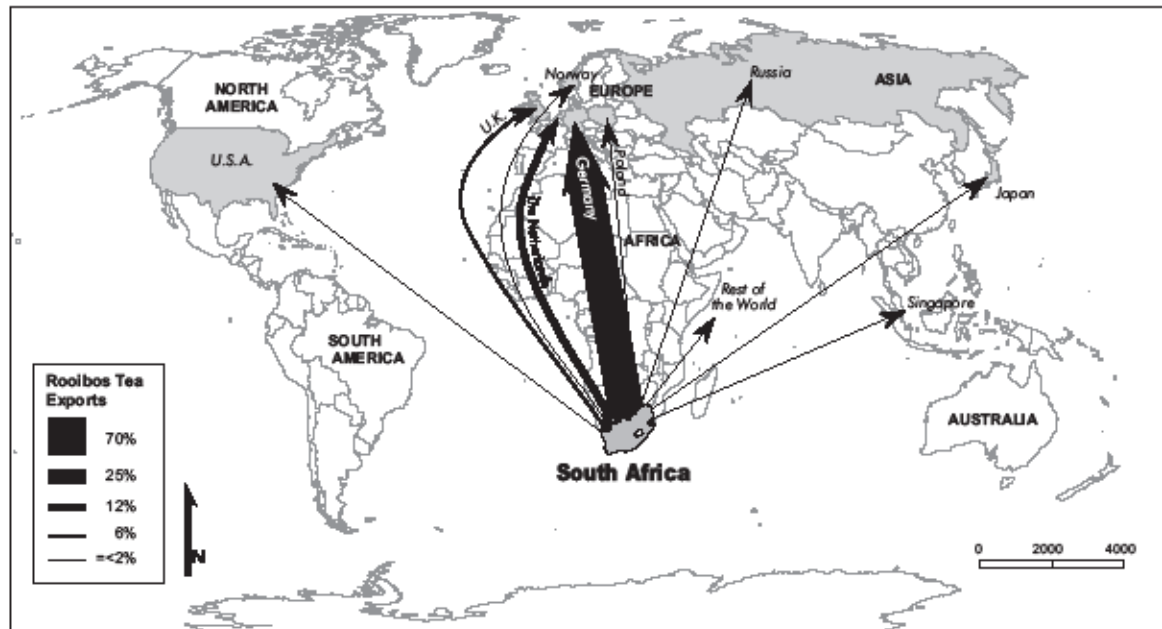 NORTH
AMERICA
U.S.A.
SOUTH
AMERICA
U.K.
Norway
EUROPE
Russia
ASIA
The Netherlands
Germany
Poland
AFRICA
Rest of
the World
Japan
Singapore
AUSTRALIA
South Africa
Rooibos Tea
Exports
70%
25%
12%
6%
=<2%
N
0 2000 4000